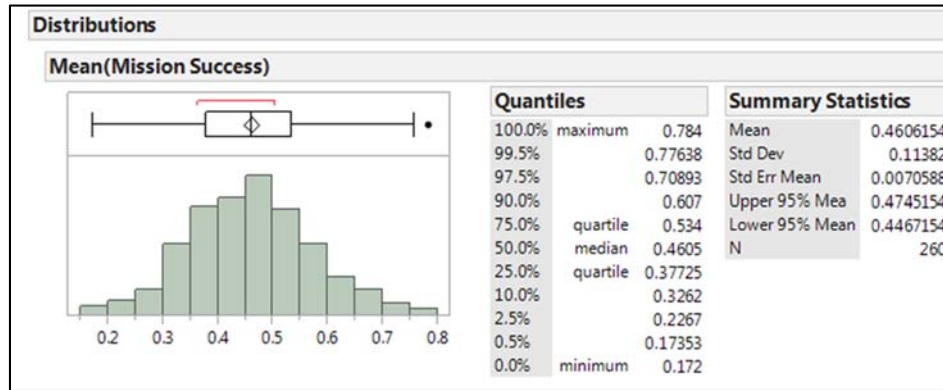 Distributions
Mean(Mission Success)
0.2 0.3 0.4 0.5 0.6 0.7 0.8
Quantiles
100.0% maximum 0.784
99.5% 0.77638
97.5% 0.70893
90.0% 0.607
75.0% quartile 0.534
50.0% median 0.4605
25.0% quartile 0.37725
10.0% 0.3262
2.5% 0.2267
0.5% 0.17353
0.0% minimum 0.172
Summary Statistics
Mean 0.4606154
Std Dev 0.11382
Std Err Mean 0.0070588
Upper 95% Mea 0.4745154
Lower 95% Mean 0.4467154
N 260